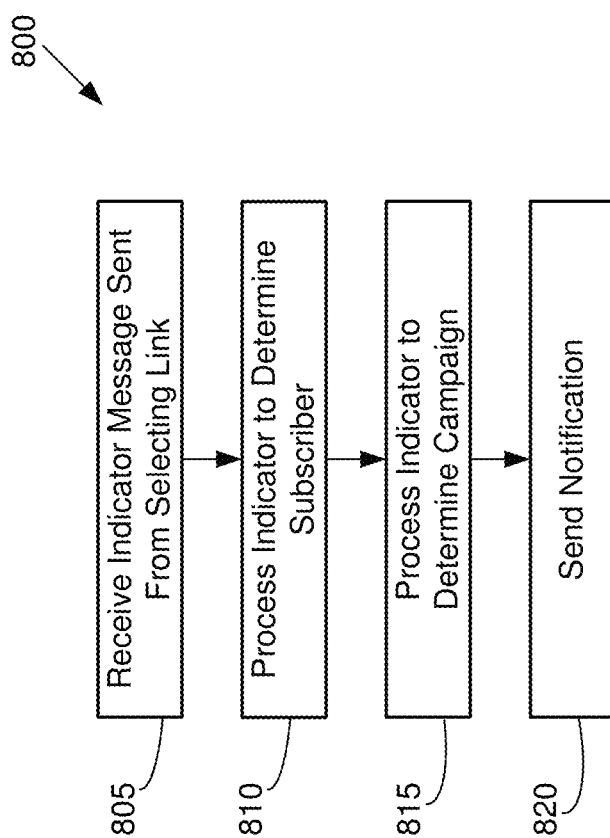 800
805
Receive Indicator Message Sent
From Selecting Link
810
Process Indicator to Determine
Subscriber
815
Process Indicator to
Determine Campaign
820
Send Notification